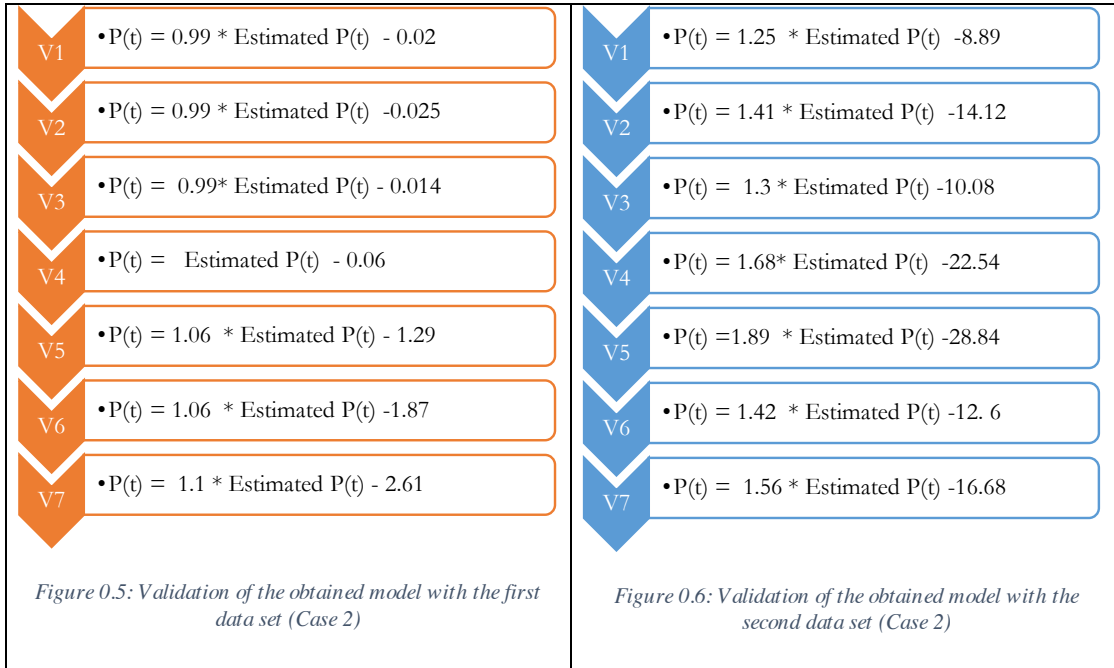 V1
•P(t) = 0.99 * Estimated P(t) - 0.02
V2
•P(t) = 0.99 * Estimated P(t) -0.025
V3
•P(t) = 0.99* Estimated P(t) - 0.014
V4
•P(t) = Estimated P(t) - 0.06
V5
•P(t) = 1.06 * Estimated P(t) - 1.29
V6
•P(t) = 1.06 * Estimated P(t) -1.87
V7
•P(t) = 1.1 * Estimated P(t) - 2.61
Figure 0.5: Validation of the obtained model with the first
data set (Case 2)
V1
•P(t) = 1.25 * Estimated P(t) -8.89
V2
•P(t) = 1.41 * Estimated P(t) -14.12
V3
•P(t) = 1.3 * Estimated P(t) -10.08
V4
•P(t) = 1.68* Estimated P(t) -22.54
V5
•P(t) =1.89 * Estimated P(t) -28.84
V6
•P(t) = 1.42 * Estimated P(t) -12. 6
V7
•P(t) = 1.56 * Estimated P(t) -16.68
Figure 0.6: Validation of the obtained model with the
second data set (Case 2)